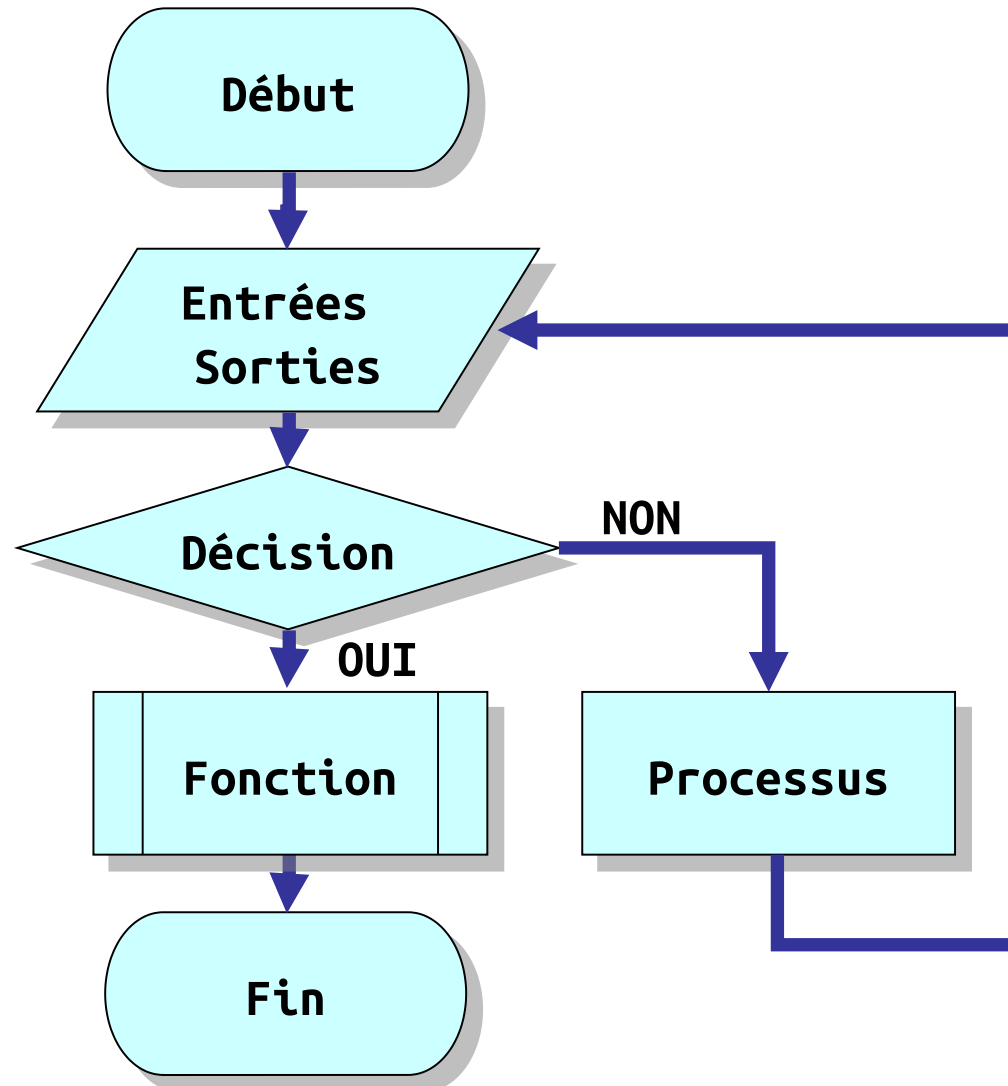 Début
Entrées
Sorties
Décision
NON
OUI
Fonction
Processus
Fin